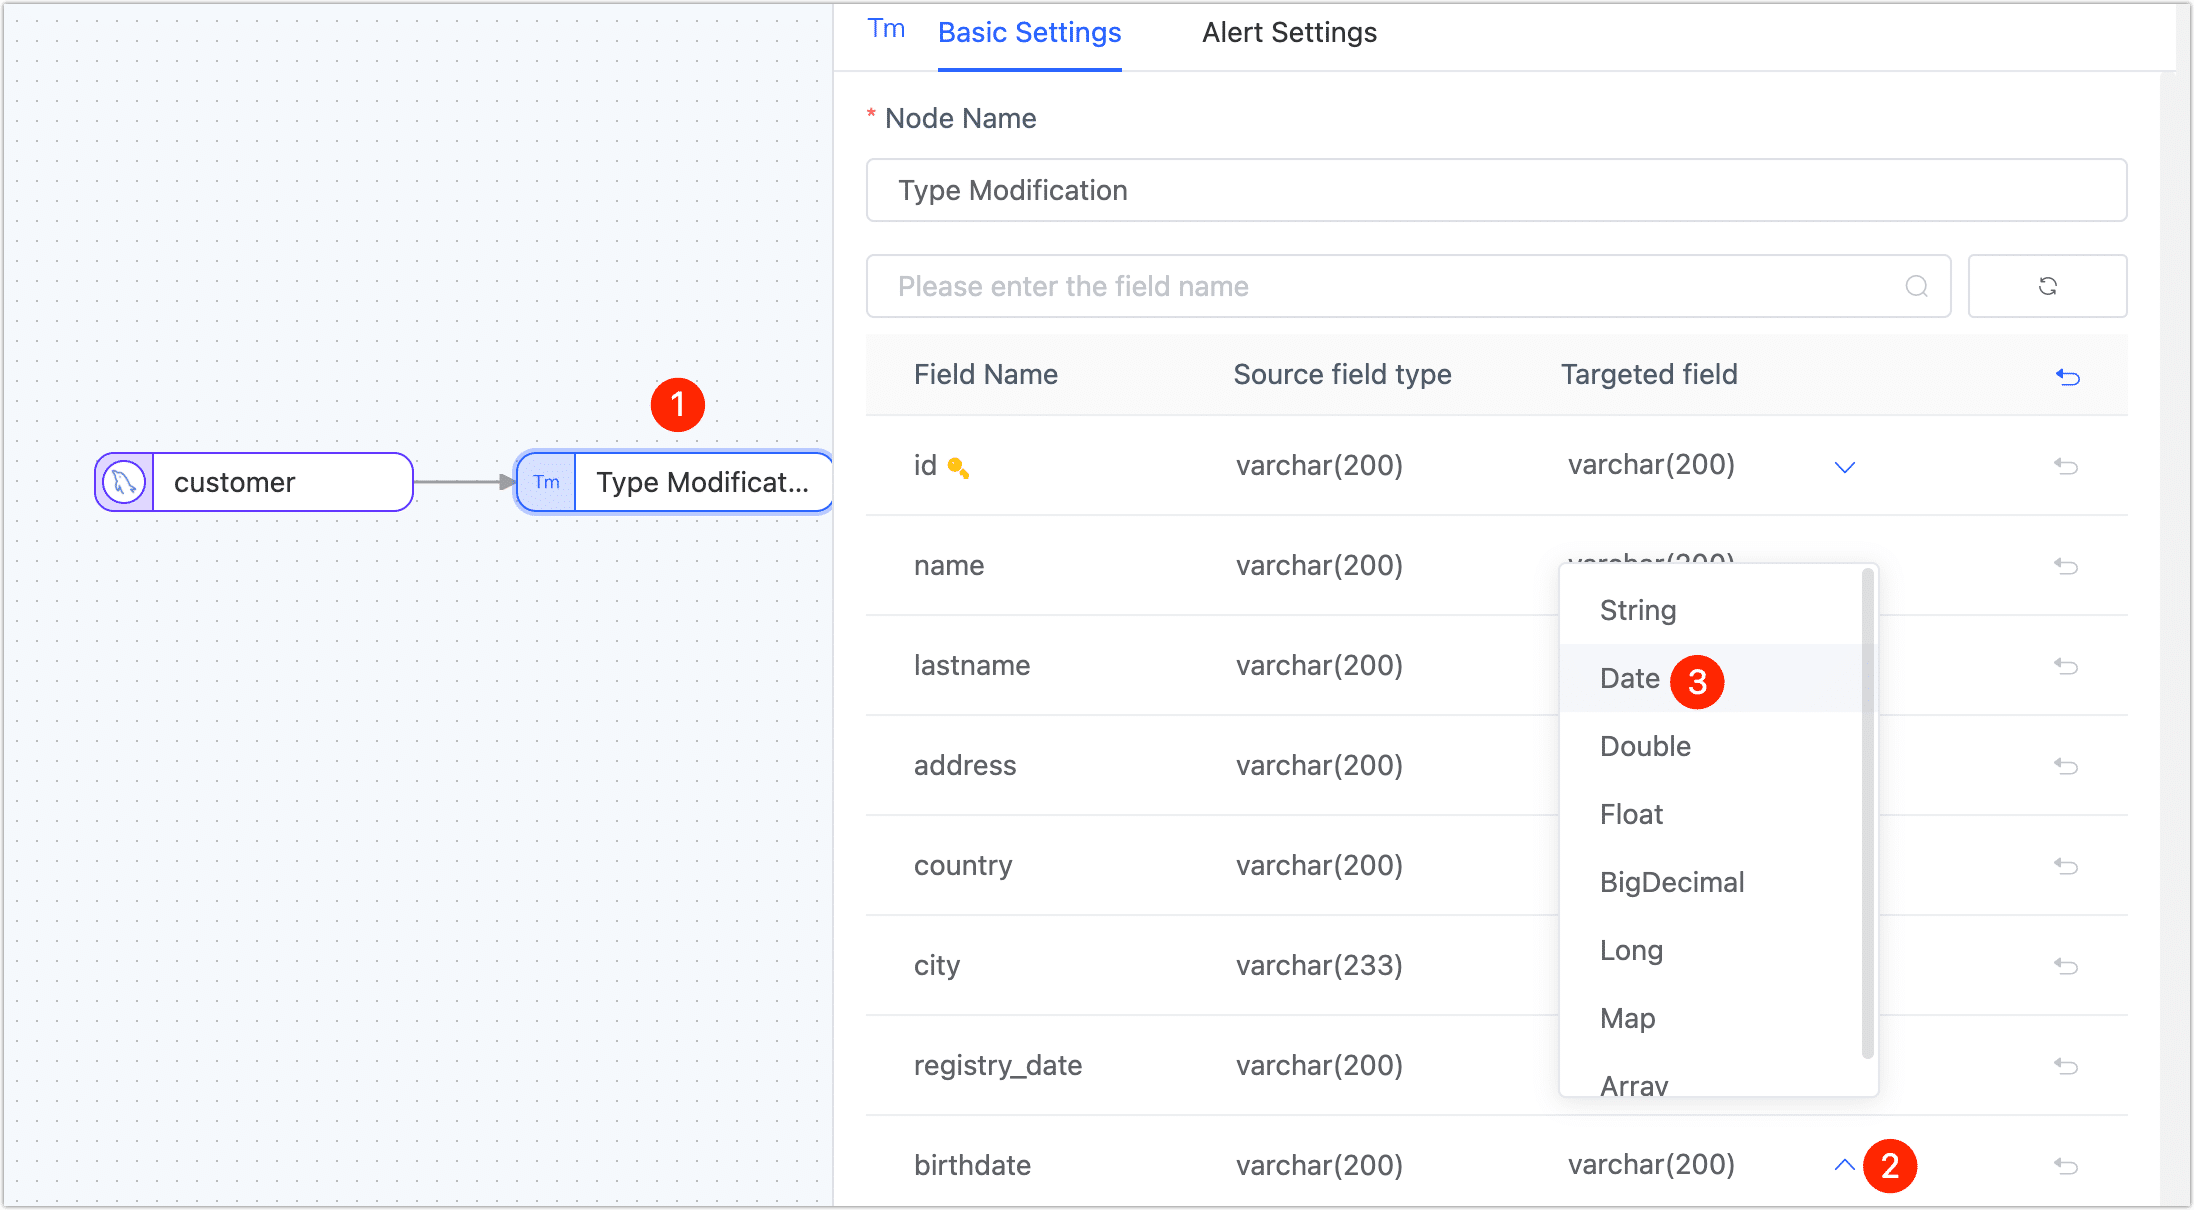 Tm Basic Settings Alert Settings
* Node Name
Type Modification
Please enter the field name
Field Name Source field type Targeted field
1
id varchar(200) varchar(200)
customer
Tm Type Modificat...
name varchar(200) varchar(200)
String
lastname varchar(200)
Date 3
Double
address varchar(200)
Float
country varchar(200)
BigDecimal
Long
city varchar(233)
Map
registry_date varchar(200)
Array
birthdate varchar(200) varchar(200) 2